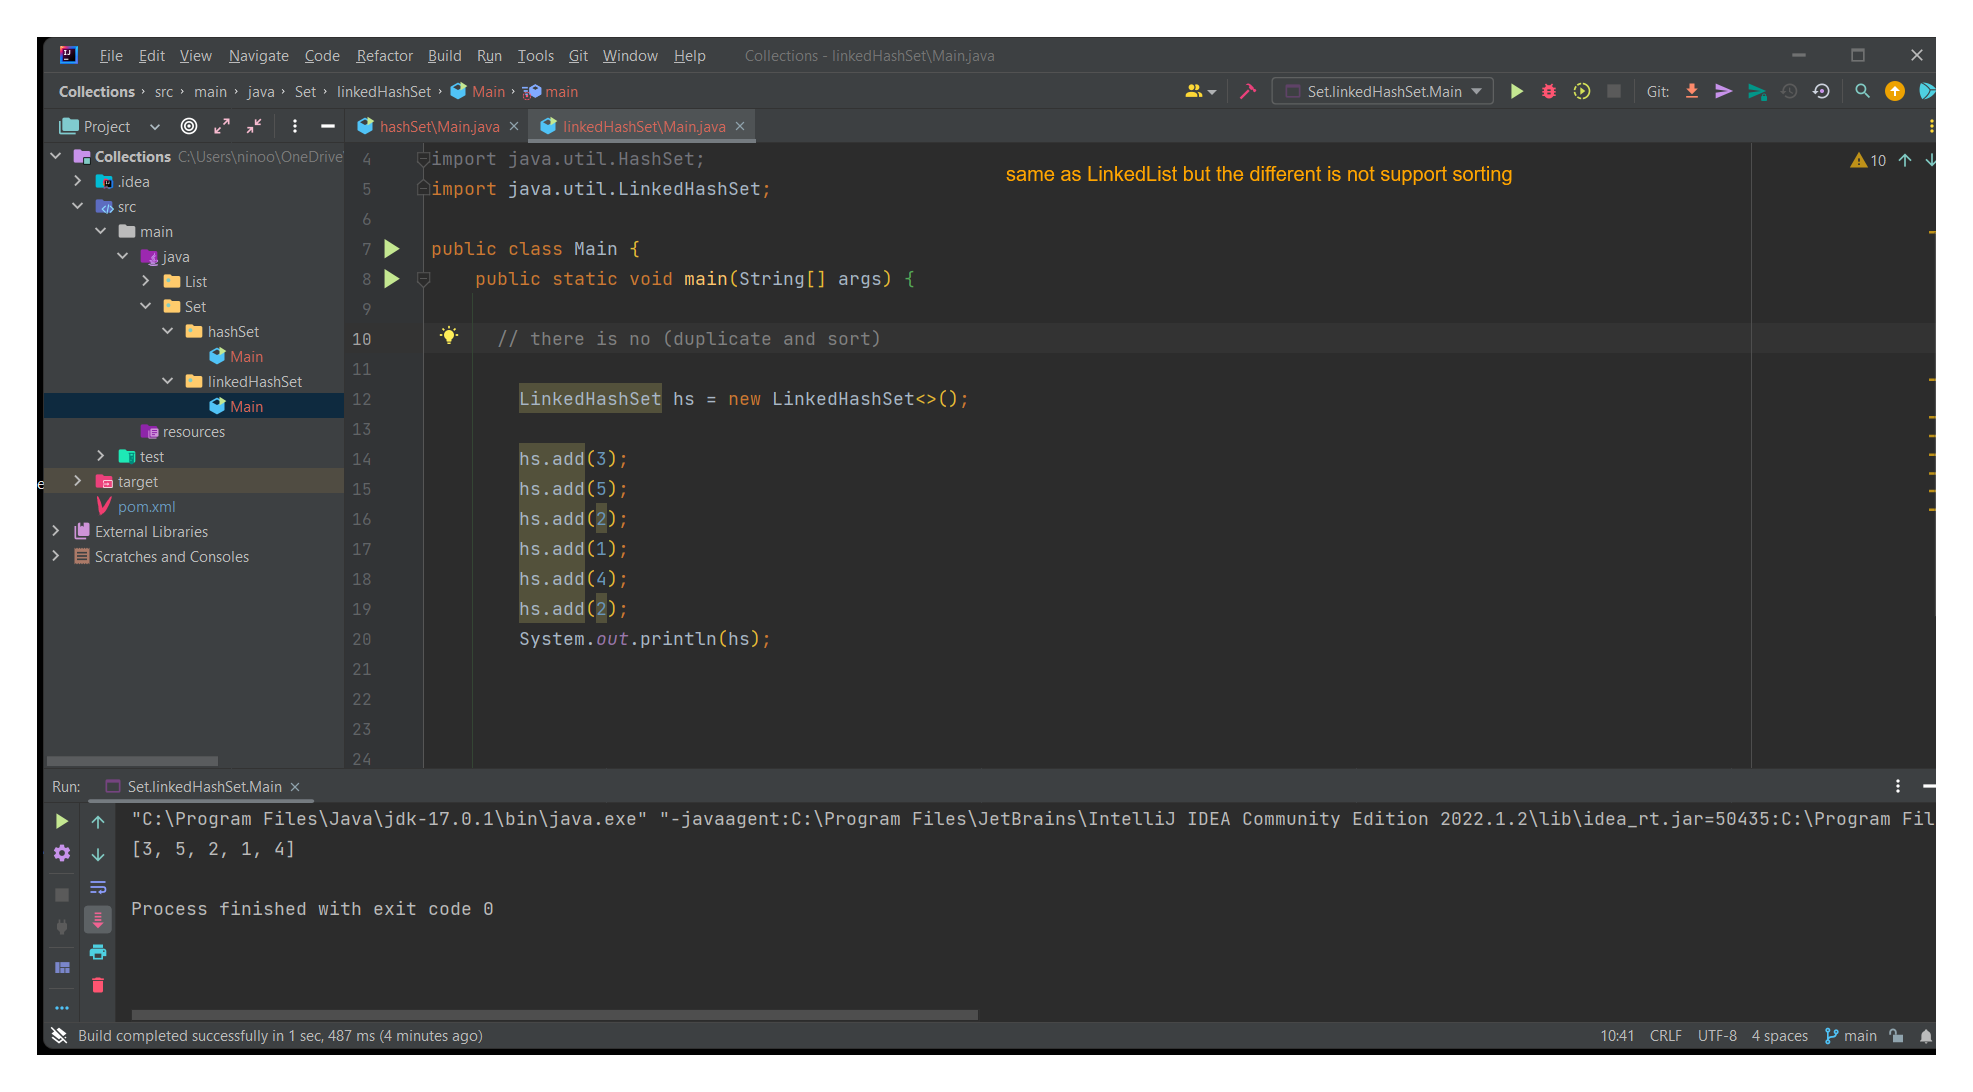 File Edit View Navigate Code Refactor Build Run Tools Git Window Help Collections - linkedHashSet\Main.java
Collections › src › main › java › Set › linkedHashSet › Main › main
Set.linkedHashSet.Main
Git:
Project
hashSet\Main.java
linkedHashSet\Main.java
Collections C:\Users\ninoo\OneDrive
.idea
src
main
java
List
Set
hashSet
Main
linkedHashSet
Main
resources
test
target
pom.xml
External Libraries
Scratches and Consoles
e
10
same as LinkedList but the different is not support sorting
4 import java.util.HashSet;
5 import java.util.LinkedHashSet;
6
7 public class Main {
8 public static void main(String[] args) {
9
10 // there is no (duplicate and sort)
11
12 LinkedHashSet hs = new LinkedHashSet<>();
13
14 hs.add(3);
15 hs.add(5);
16 hs.add(2);
17 hs.add(1);
18 hs.add(4);
19 hs.add(2);
20 System.out.println(hs);
21
22
23
24
Run: Set.linkedHashSet.Main
"C:\Program Files\Java\jdk-17.0.1\bin\java.exe" "-javaagent:C:\Program Files\JetBrains\IntelliJ IDEA Community Edition 2022.1.2\lib\idea_rt.jar=50435:C:\Program Fil
[3, 5, 2, 1, 4]
Process finished with exit code 0
Build completed successfully in 1 sec, 487 ms (4 minutes ago)
10:41 CRLF UTF-8 4 spaces main